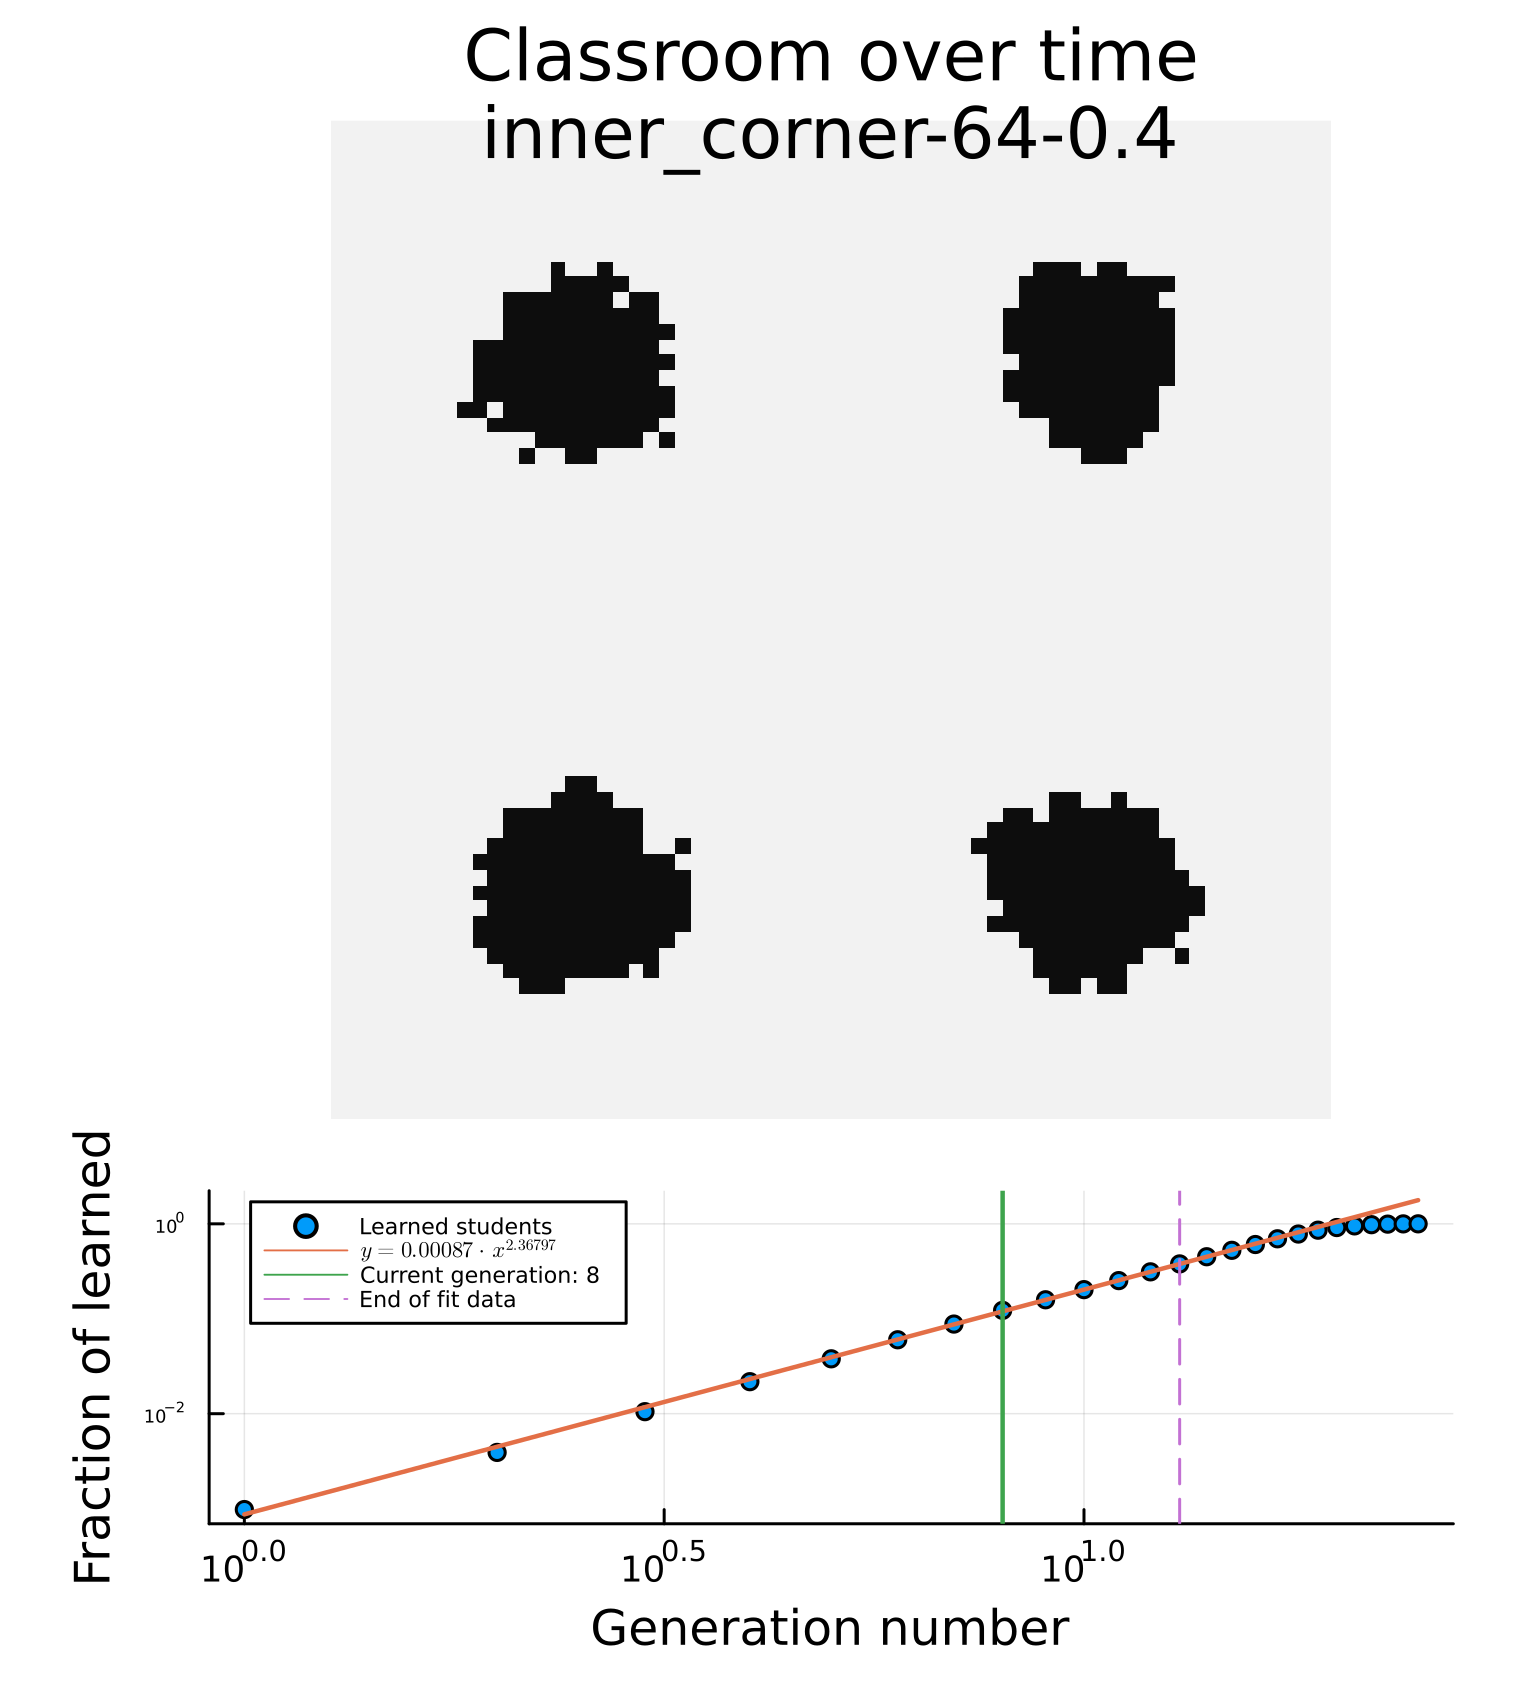 Classroom over time
inner_corner-64-0.4
Fraction of learned
10^0
10^−2
Learned students
y = 0.00087 · x^2.36797
Current generation: 8
End of fit data
10^0.0
10^0.5
10^1.0
Generation number